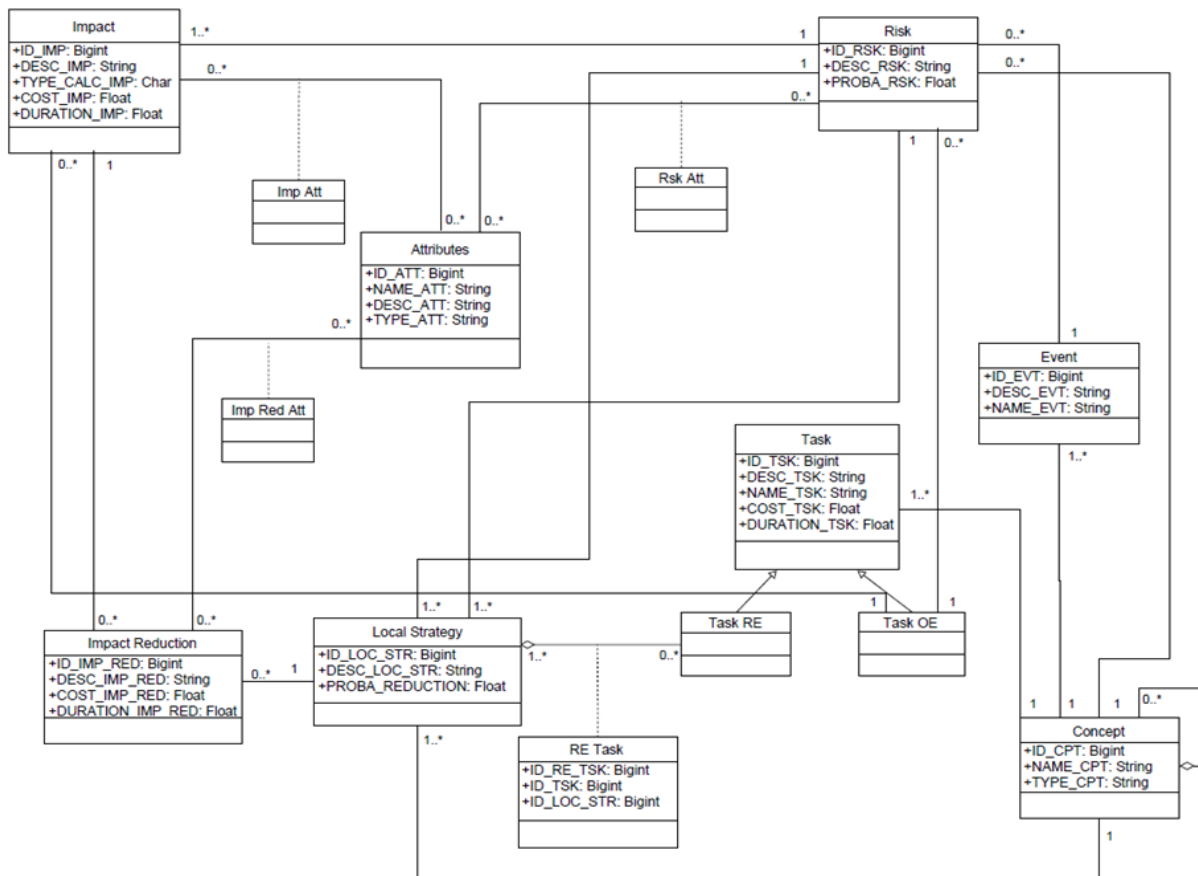 Impact
+ID_IMP: Bigint
+DESC_IMP: String
+TYPE_CALC_IMP: Char
+COST_IMP: Float
+DURATION_IMP: Float
1..*
0..*
0..*
1
Risk
+ID_RSK: Bigint
+DESC_RSK: String
+PROBA_RSK: Float
1
1
0..*
0..*
0..*
1
0..*
Imp Att
Rsk Att
0..*
0..*
Attributes
+ID_ATT: Bigint
+NAME_ATT: String
+DESC_ATT: String
+TYPE_ATT: String
0..*
Imp Red Att
1
Event
+ID_EVT: Bigint
+DESC_EVT: String
+NAME_EVT: String
1..*
Task
+ID_TSK: Bigint
+DESC_TSK: String
+NAME_TSK: String
+COST_TSK: Float
+DURATION_TSK: Float
1..*
0..*
0..*
Impact Reduction
+ID_IMP_RED: Bigint
+DESC_IMP_RED: String
+COST_IMP_RED: Float
+DURATION_IMP_RED: Float
0..*
1
1..*
1..*
Local Strategy
+ID_LOC_STR: Bigint
+DESC_LOC_STR: String
+PROBA_REDUCTION: Float
1..*
1..*
0..*
Task RE
1
1
Task OE
RE Task
+ID_RE_TSK: Bigint
+ID_TSK: Bigint
+ID_LOC_STR: Bigint
1
1
1
0..*
Concept
+ID_CPT: Bigint
+NAME_CPT: String
+TYPE_CPT: String
1